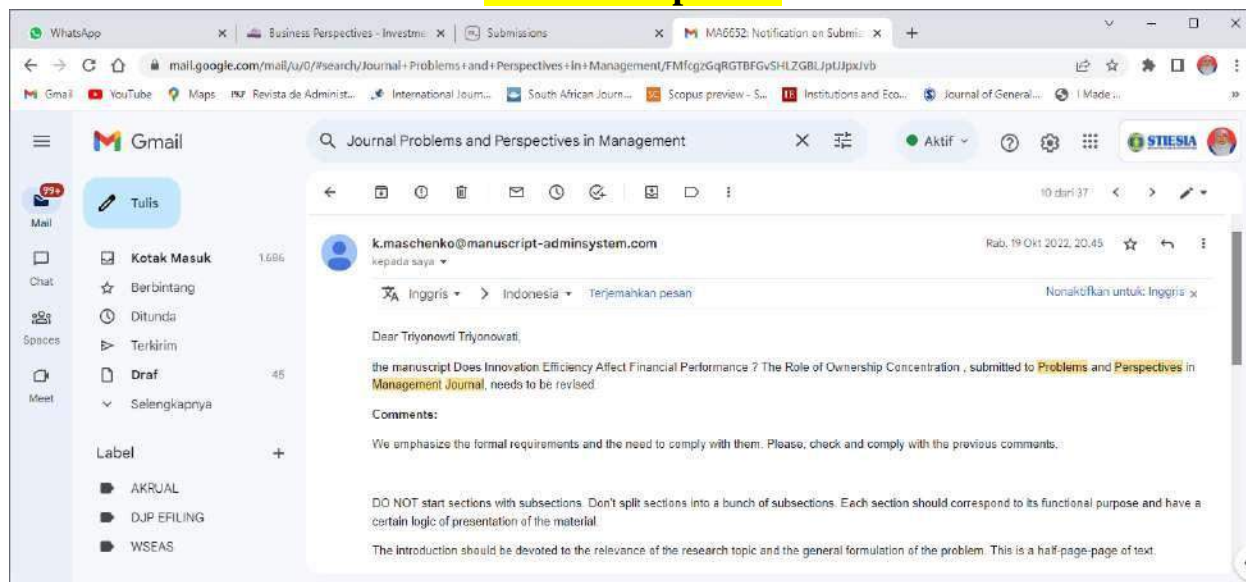 WhatsApp
Business Perspectives - Investme
Submissions
MA6652: Notification on Submis
mail.google.com/mail/u/0/#search/Journal+Problems+and+Perspectives+in+Management/FMfcgzGqRGTBFGvSHLZGBLJptJJpxJvb
Gmail
YouTube
Maps
Revista de Administ...
International Journ...
South African Journ...
Scopus preview - S...
Institutions and Eco...
Journal of General...
I Made ...
Gmail
Journal Problems and Perspectives in Management
Aktif
STIESIA
99+
Mail
Chat
Spaces
Meet
Tulis
10 dari 37
Kotak Masuk 1.686
Berbintang
Ditunda
Terkirim
Draf 45
Selengkapnya
Label
AKRUAL
DJP EFILING
WSEAS
k.maschenko@manuscript-adminsystem.com
Rab, 19 Okt 2022, 20.45
kepada saya
Inggris > Indonesia Terjemahkan pesan
Nonaktifkan untuk: Inggris x
Dear Triyonowti Triyonowati,
the manuscript Does Innovation Efficiency Affect Financial Performance ? The Role of Ownership Concentration , submitted to Problems and Perspectives in
Management Journal, needs to be revised
Comments:
We emphasize the formal requirements and the need to comply with them. Please, check and comply with the previous comments.
DO NOT start sections with subsections. Don't split sections into a bunch of subsections. Each section should correspond to its functional purpose and have a
certain logic of presentation of the material.
The introduction should be devoted to the relevance of the research topic and the general formulation of the problem. This is a half-page-page of text.